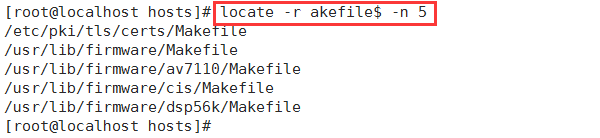 [root@localhost hosts]# locate -r akefile$ -n 5
/etc/pki/tls/certs/Makefile
/usr/lib/firmware/Makefile
/usr/lib/firmware/av7110/Makefile
/usr/lib/firmware/cis/Makefile
/usr/lib/firmware/dsp56k/Makefile
[root@localhost hosts]#